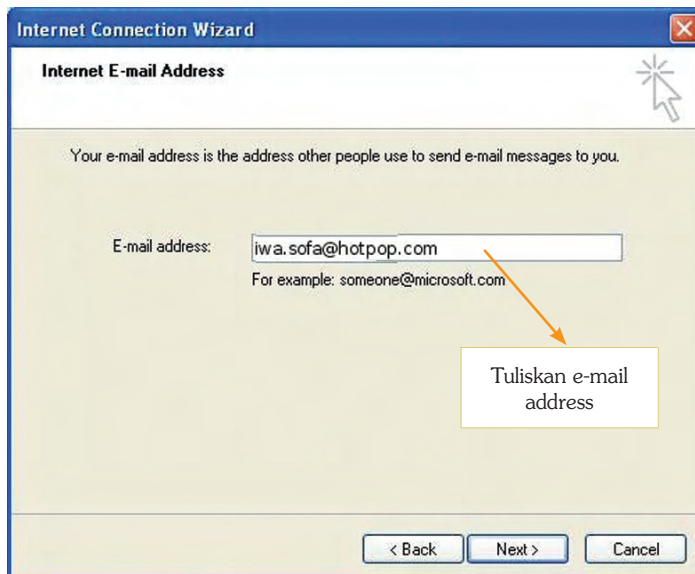 Internet Connection Wizard
Internet E-mail Address
Your e-mail address is the address other people use to send e-mail messages to you.
E-mail address: iwa.sofa@hotpop.com
For example: someone@microsoft.com
Tuliskan e-mail
address
< Back Next > Cancel